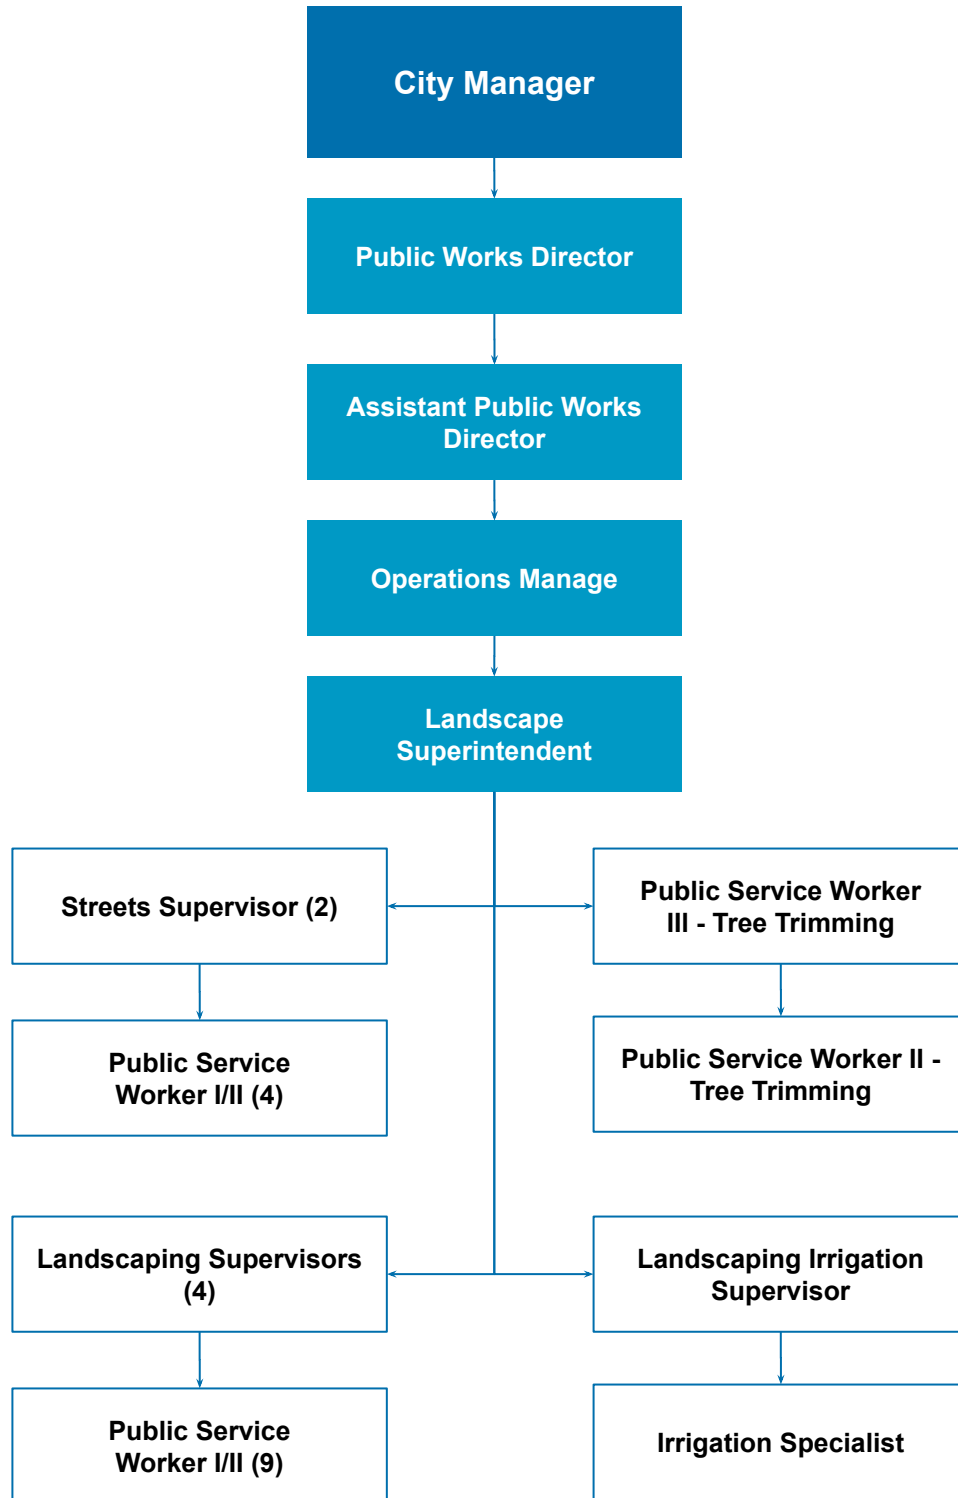 City Manager
Public Works Director
Assistant Public Works
Director
Operations Manage
Landscape
Superintendent
Streets Supervisor (2)
Public Service Worker
III - Tree Trimming
Public Service
Worker I/II (4)
Public Service Worker II -
Tree Trimming
Landscaping Supervisors
(4)
Landscaping Irrigation
Supervisor
Public Service
Worker I/II (9)
Irrigation Specialist